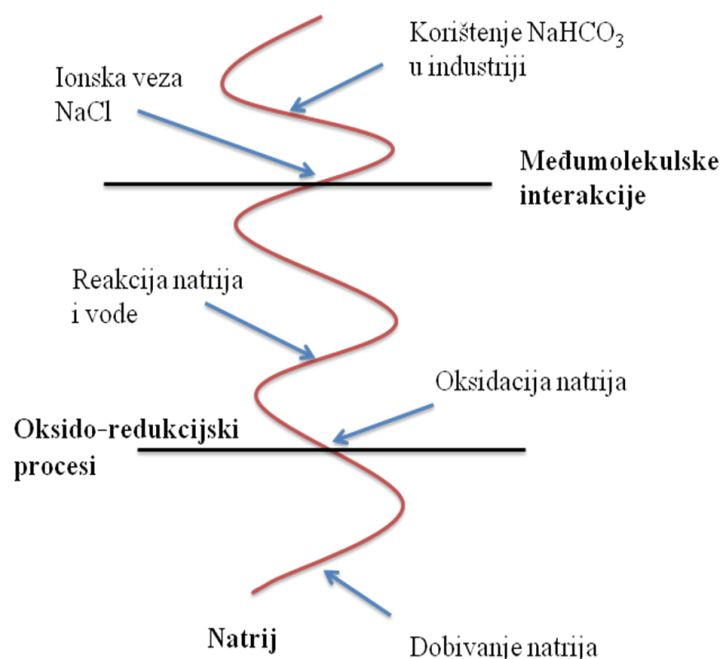 Korištenje NaHCO₃
u industriji
Ionska veza
NaCl
Međumolekulske
interakcije
Reakcija natrija
i vode
Oksidacija natrija
Oksido-redukcijski
procesi
Natrij
Dobivanje natrija